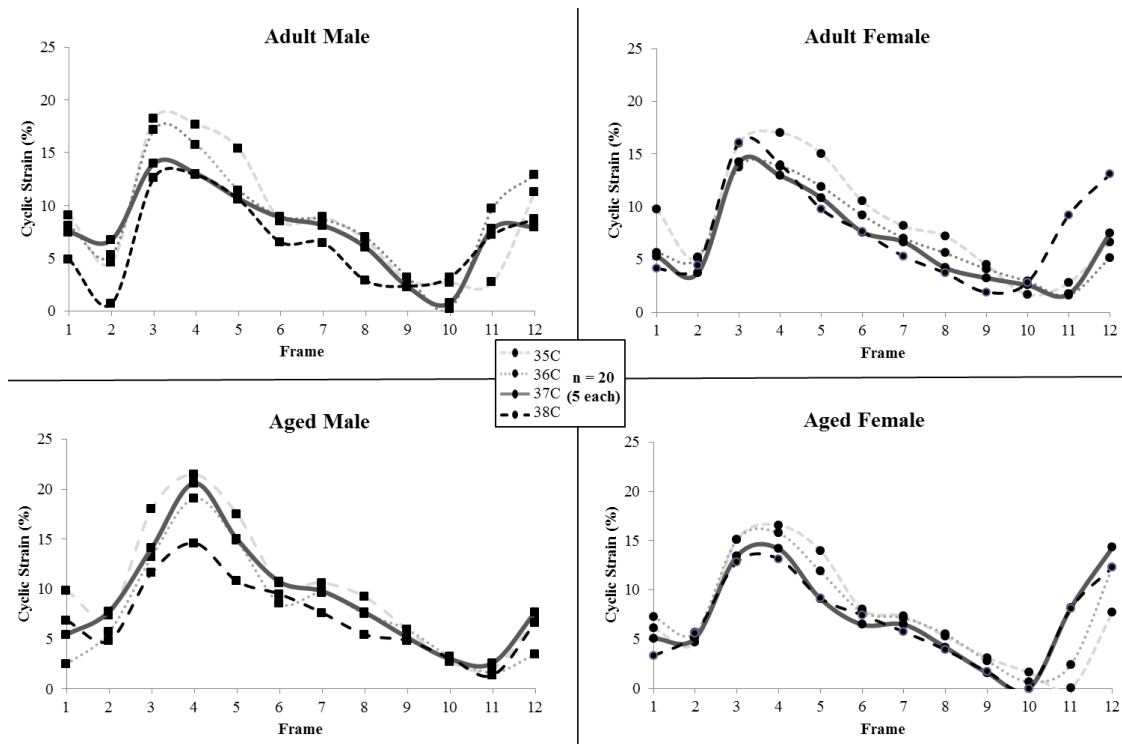 Adult Male
25
20
15
10
5
0
Cyclic Strain (%)
1 2 3 4 5 6 7 8 9 10 11 12
Frame
Adult Female
25
20
15
10
5
0
Cyclic Strain (%)
1 2 3 4 5 6 7 8 9 10 11 12
Frame
35C
36C n = 20
37C (5 each)
38C
Aged Male
25
20
15
10
5
0
Cyclic Strain (%)
1 2 3 4 5 6 7 8 9 10 11 12
Frame
Aged Female
25
20
15
10
5
0
Cyclic Strain (%)
1 2 3 4 5 6 7 8 9 10 11 12
Frame